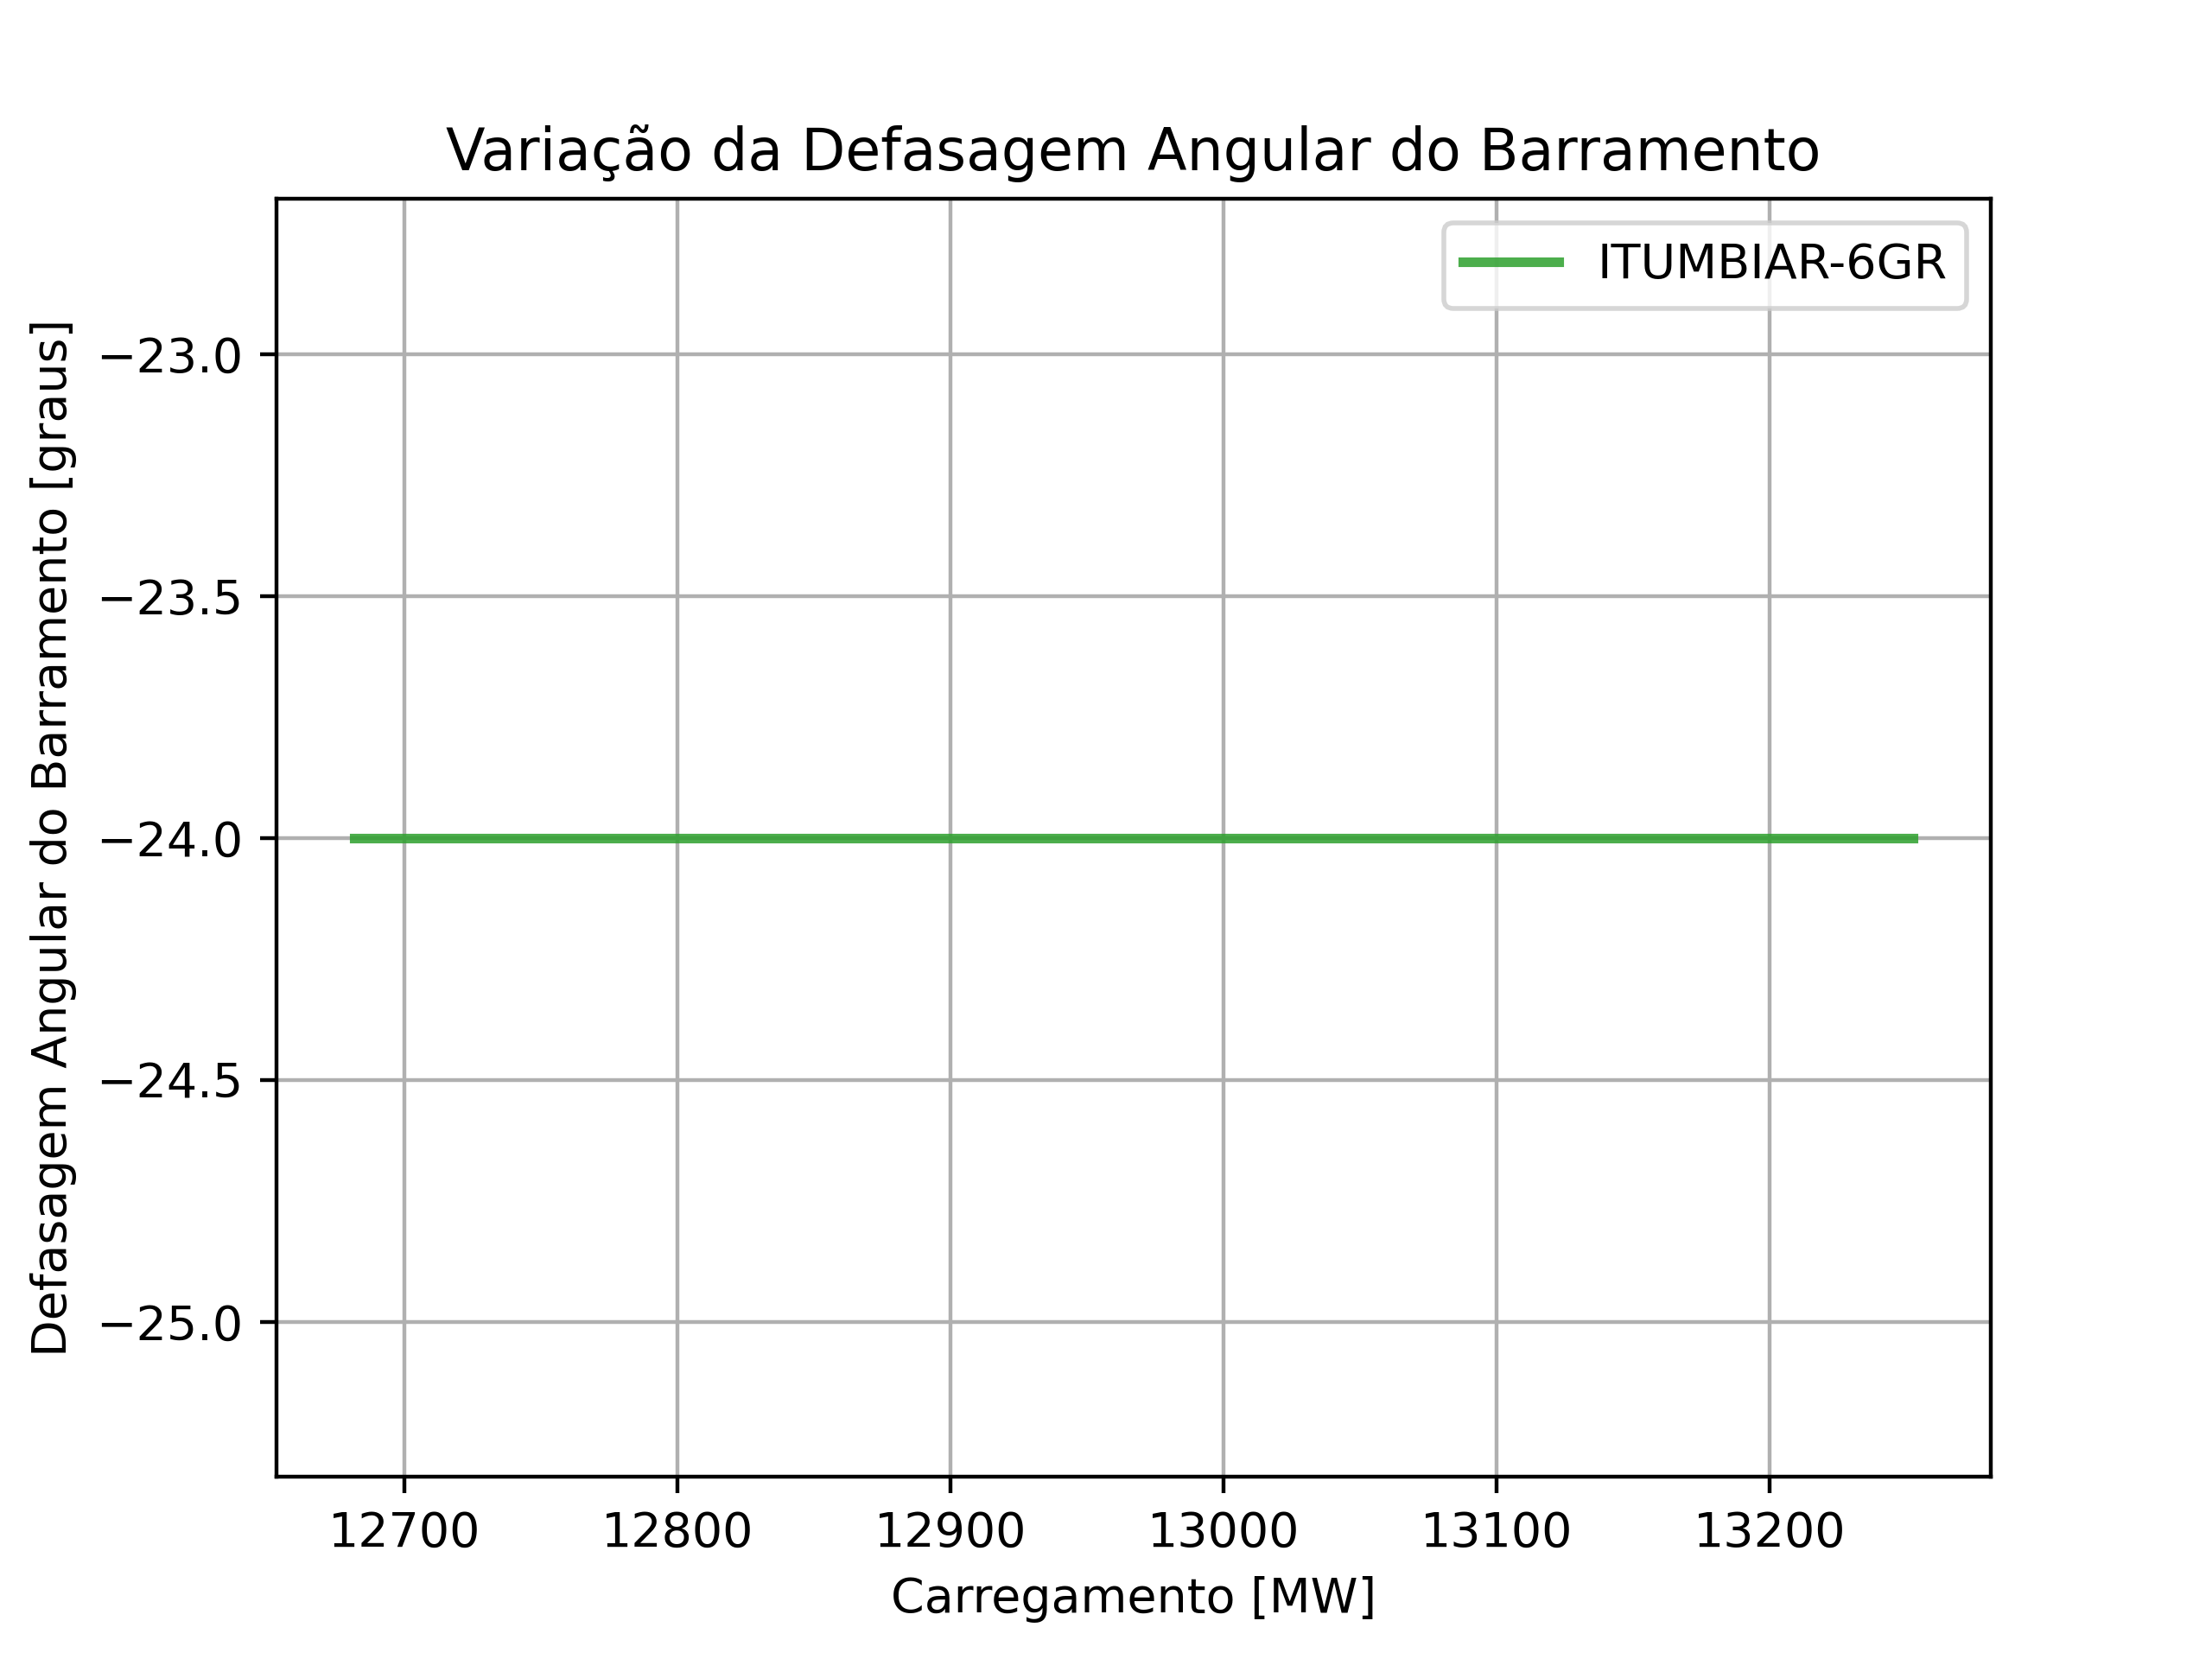 Variação da Defasagem Angular do Barramento
ITUMBIAR-6GR
Defasagem Angular do Barramento [graus]
−23.0
−23.5
−24.0
−24.5
−25.0
12700 12800 12900 13000 13100 13200
Carregamento [MW]